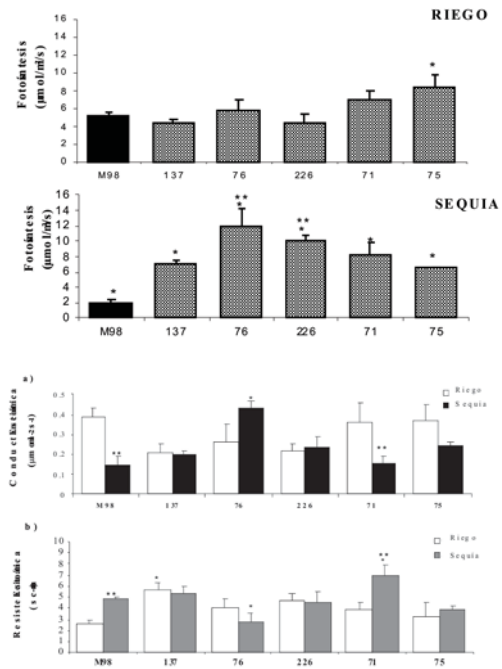 RIEGO
Fotosíntesis
(µmol/m/s)
16
14
12
10
8
6
4
2
0
*
M98 137 76 226 71 75
SEQUIA
Fotosíntesis
(µmol/m/s)
16
14
12
10
8
6
4
2
0
* * ** * ** * * *
M98 137 76 226 71 75
a)
Riego
Sequia
0.5
0.4
0.3
0.2
0.1
0
** * **
M98 137 76 226 71 75
b)
Riego
Sequia
10
9
8
7
6
5
4
3
2
1
0
** * * ** *
M98 137 76 226 71 75